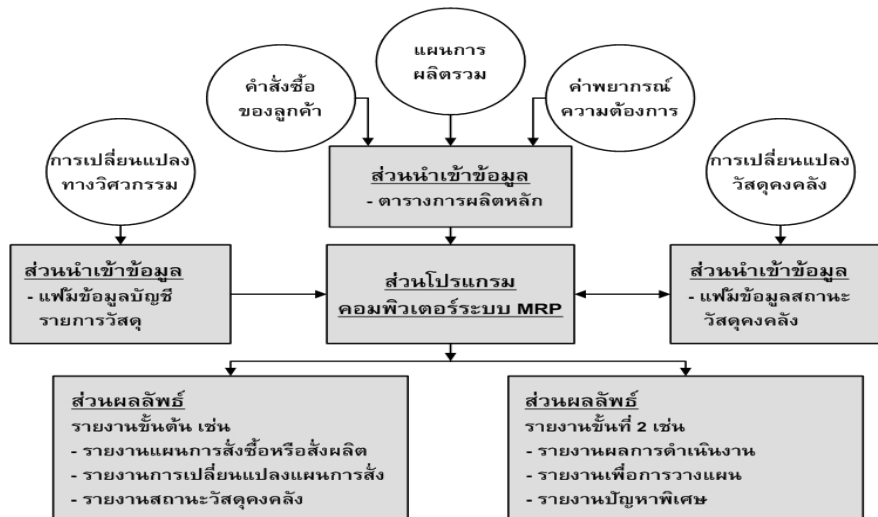 แผนการ
ผลิตรวม
คำสั่งซื้อ
ของลูกค้า
ค่าพยากรณ์
ความต้องการ
การเปลี่ยนแปลง
ทางวิศวกรรม
ส่วนนำเข้าข้อมูล
- ตารางการผลิตหลัก
การเปลี่ยนแปลง
วัสดุคงคลัง
ส่วนนำเข้าข้อมูล
- แฟ้มข้อมูลบัญชี
รายการวัสดุ
ส่วนโปรแกรม
คอมพิวเตอร์ระบบ MRP
ส่วนนำเข้าข้อมูล
- แฟ้มข้อมูลสถานะ
วัสดุคงคลัง
ส่วนผลลัพธ์
รายงานขั้นต้น เช่น
- รายงานแผนการสั่งซื้อหรือสั่งผลิต
- รายงานการเปลี่ยนแปลงแผนการสั่ง
- รายงานสถานะวัสดุคงคลัง
ส่วนผลลัพธ์
รายงานขั้นที่ 2 เช่น
- รายงานผลการดำเนินงาน
- รายงานเพื่อการวางแผน
- รายงานปัญหาพิเศษ